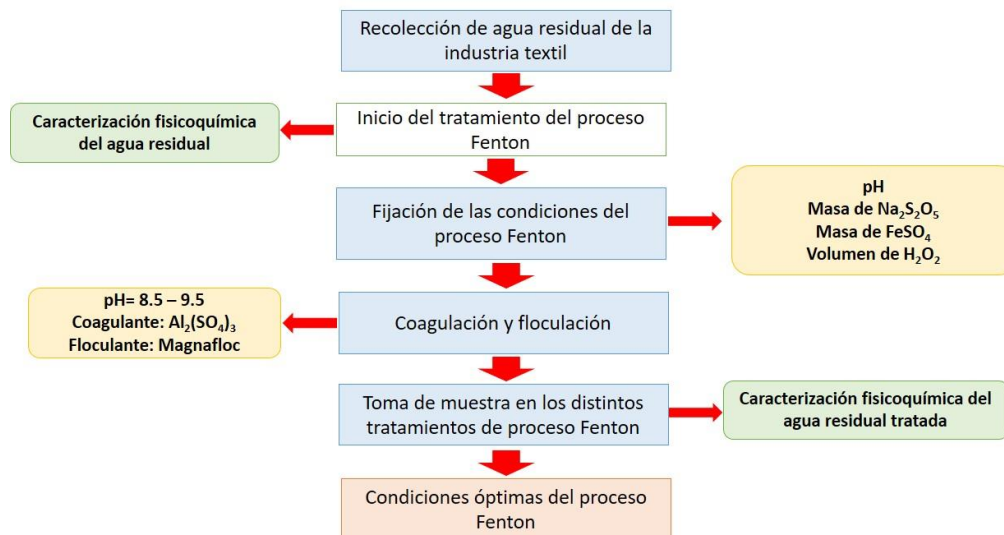 Recolección de agua residual de la
industria textil
Caracterización fisicoquímica
del agua residual
Inicio del tratamiento del proceso
Fenton
Fijación de las condiciones del
proceso Fenton
pH
Masa de Na₂S₂O₅
Masa de FeSO₄
Volumen de H₂O₂
pH= 8.5 – 9.5
Coagulante: Al₂(SO₄)₃
Floculante: Magnafloc
Coagulación y floculación
Toma de muestra en los distintos
tratamientos de proceso Fenton
Caracterización fisicoquímica del
agua residual tratada
Condiciones óptimas del proceso
Fenton